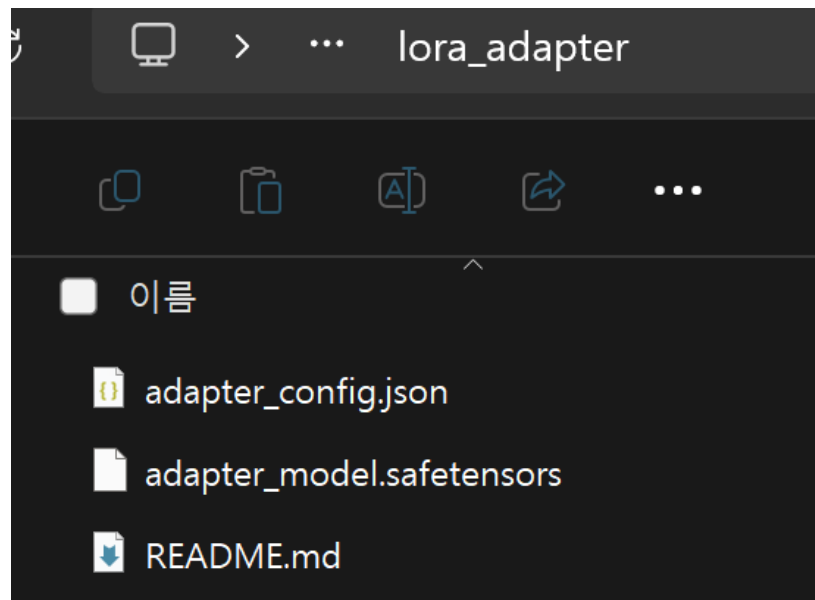 lora_adapter
이름
adapter_config.json
adapter_model.safetensors
README.md